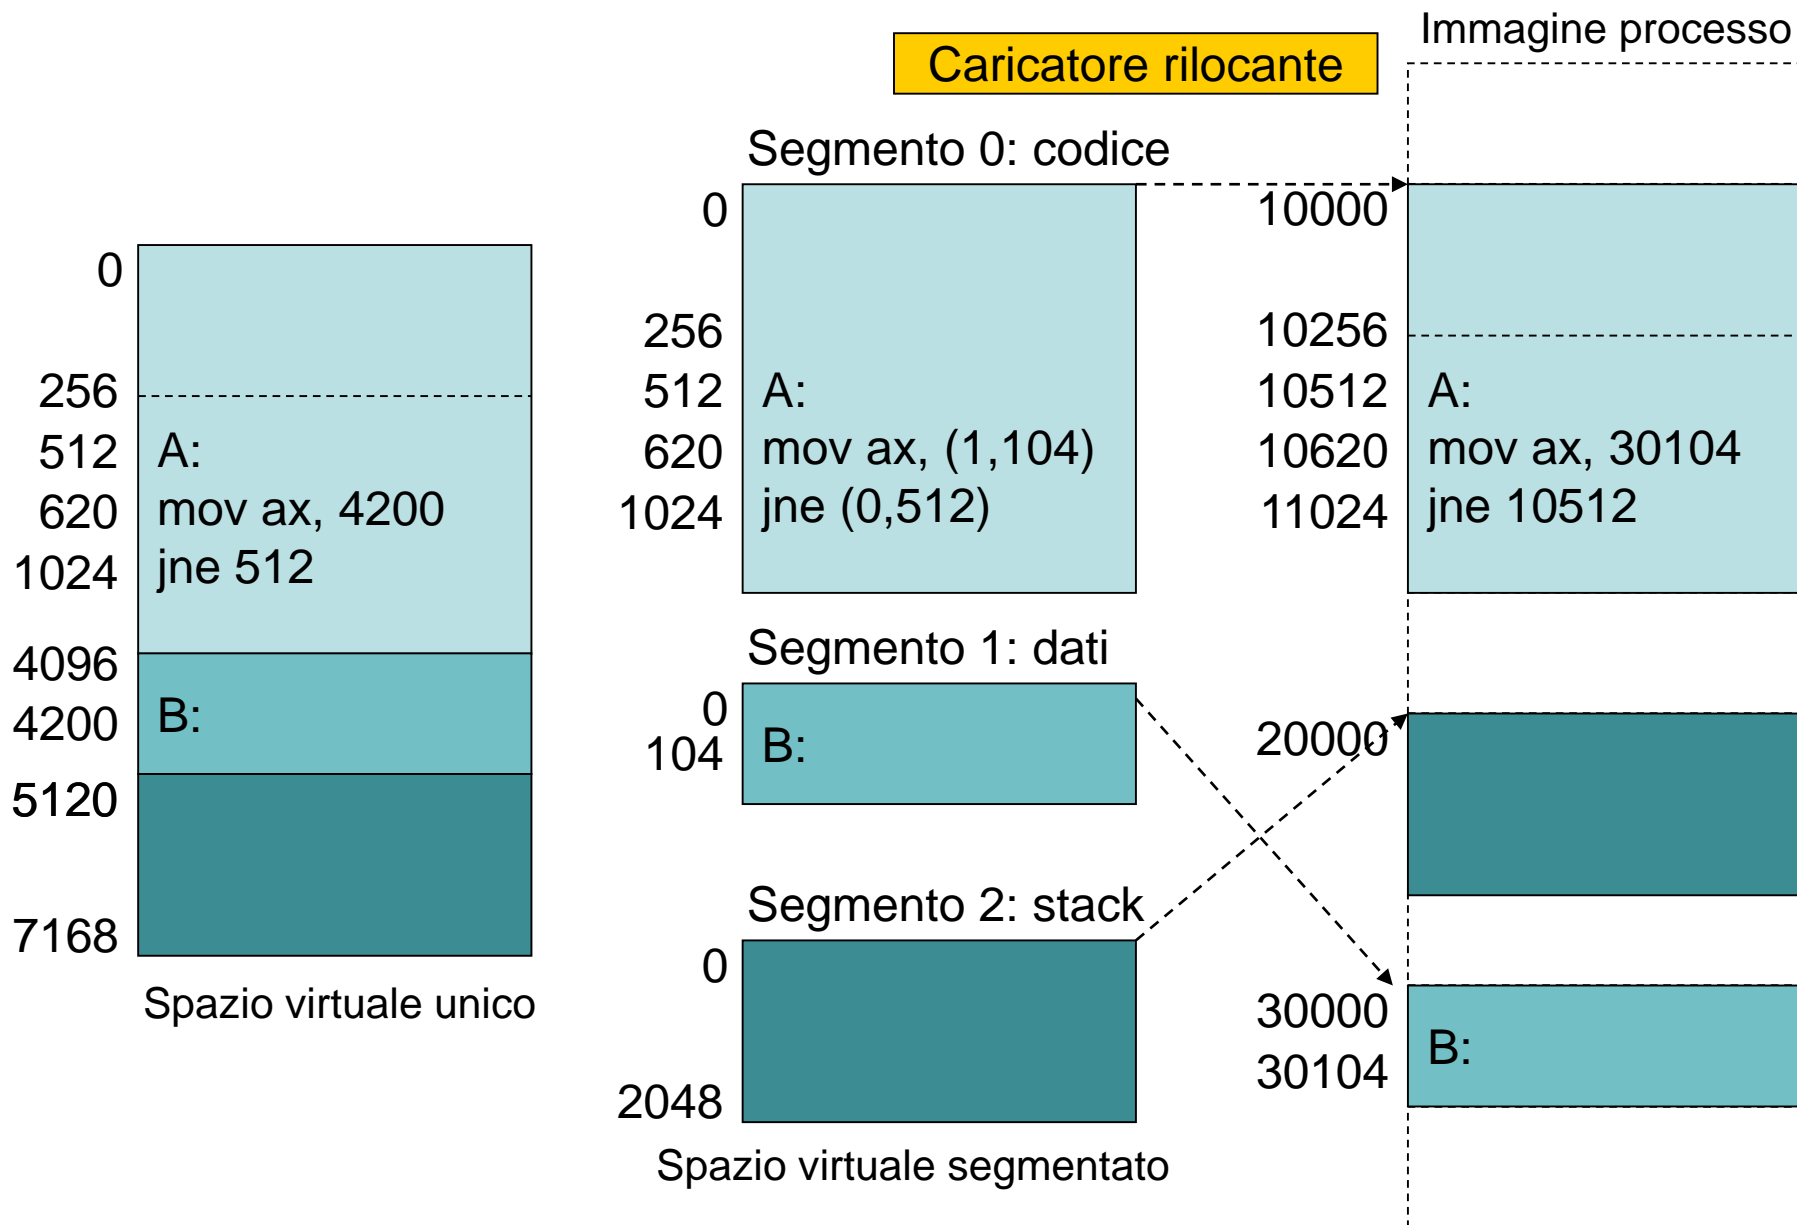 Immagine processo
Caricatore rilocante
0
256
512
620
1024
4096
4200
5120
7168
A:
mov ax, 4200
jne 512
B:
Spazio virtuale unico
Segmento 0: codice
0
256
512
620
1024
A:
mov ax, (1,104)
jne (0,512)
Segmento 1: dati
0
104
B:
Segmento 2: stack
0
2048
Spazio virtuale segmentato
10000
10256
10512
10620
11024
A:
mov ax, 30104
jne 10512
20000
30000
30104
B: